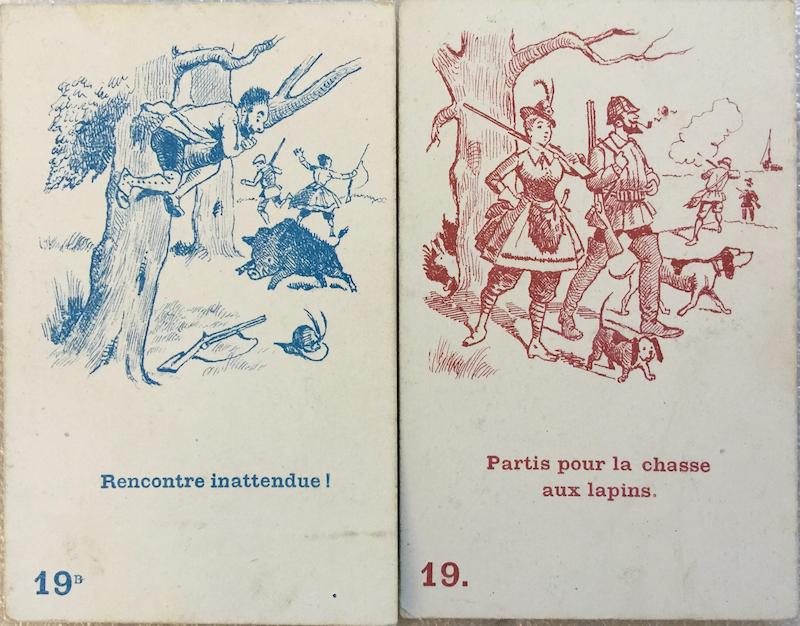 Rencontre inattendue !
19B
Partis pour la chasse
aux lapins.
19.